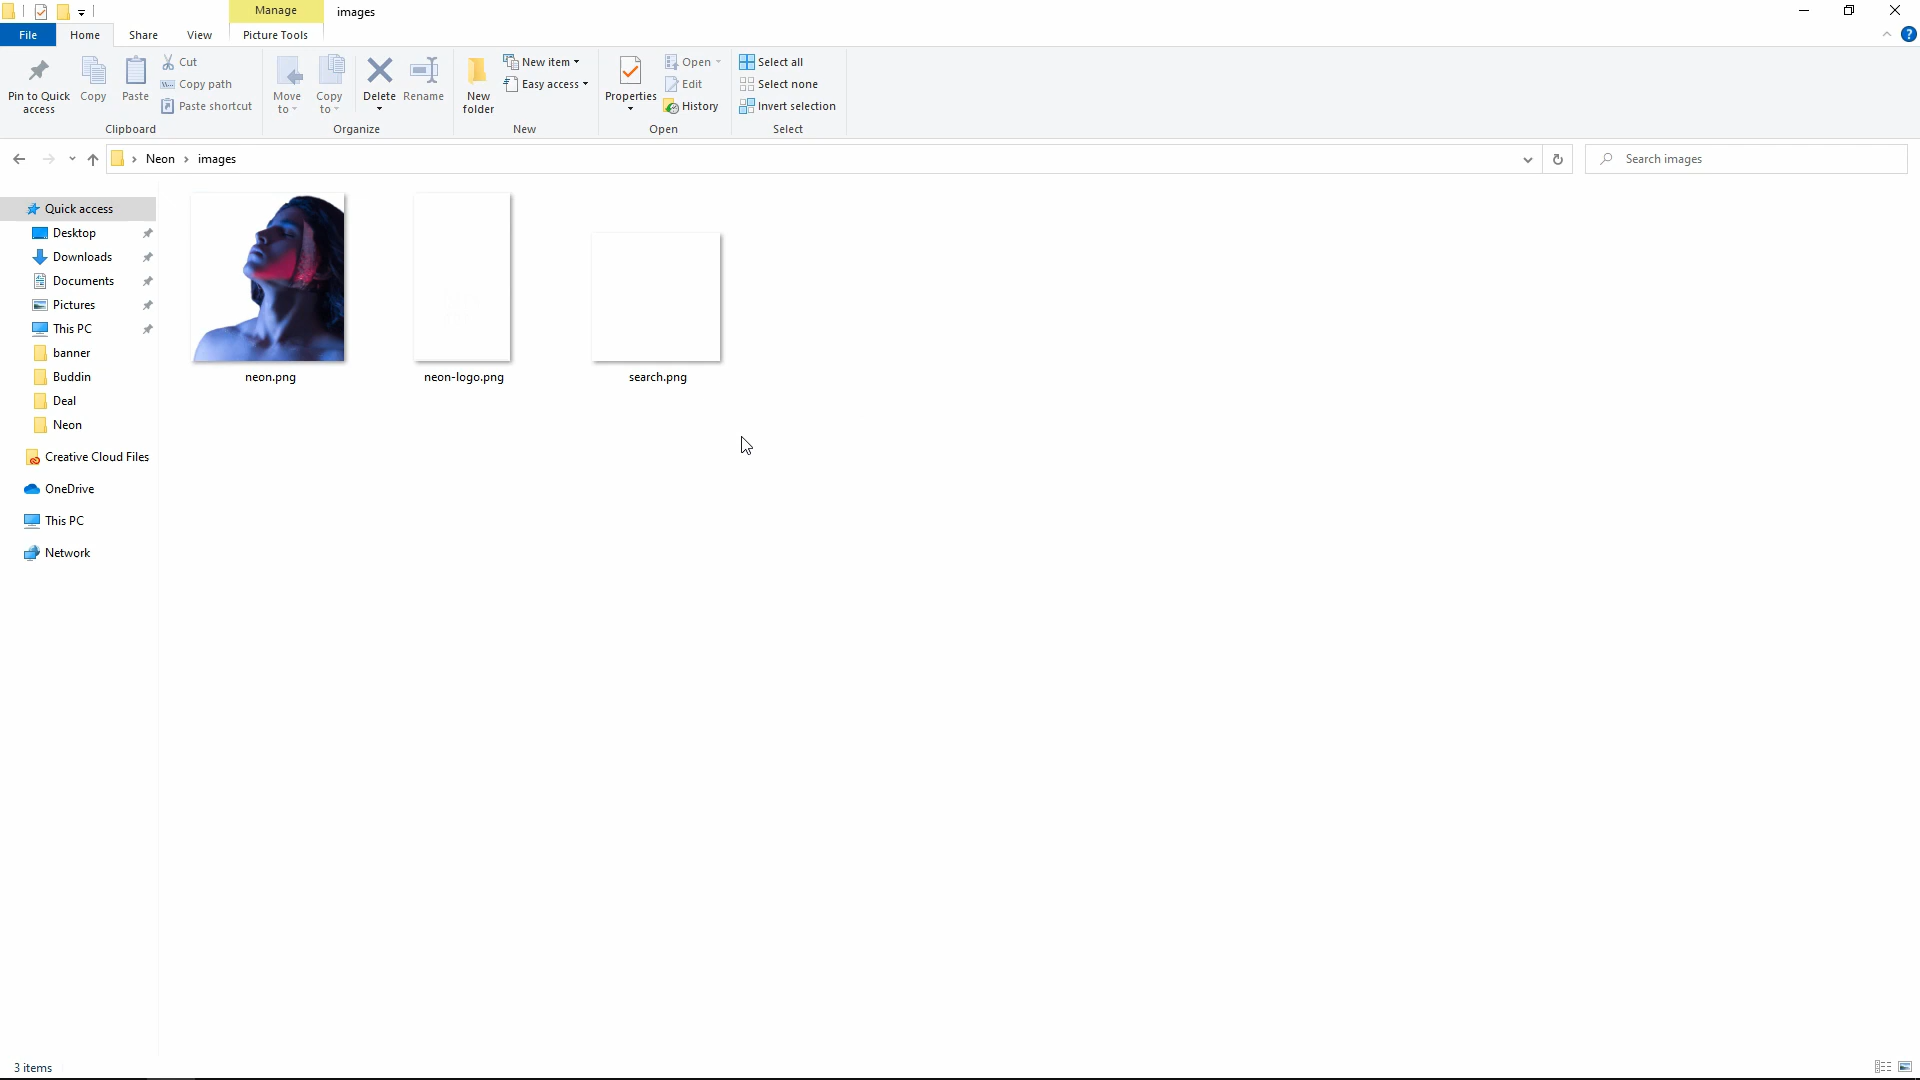 Manage
images
File
Home
Share
View
Picture Tools
Pin to Quick access
Copy
Paste
Cut
Copy path
Paste shortcut
Clipboard
Move to
Copy to
Delete
Rename
Organize
New folder
New item
Easy access
New
Properties
Open
Edit
History
Open
Select all
Select none
Invert selection
Select
Neon
images
Search images
Quick access
Desktop
Downloads
Documents
Pictures
This PC
banner
Buddin
Deal
Neon
Creative Cloud Files
OneDrive
This PC
Network
neon.png
neon-logo.png
search.png
3 items